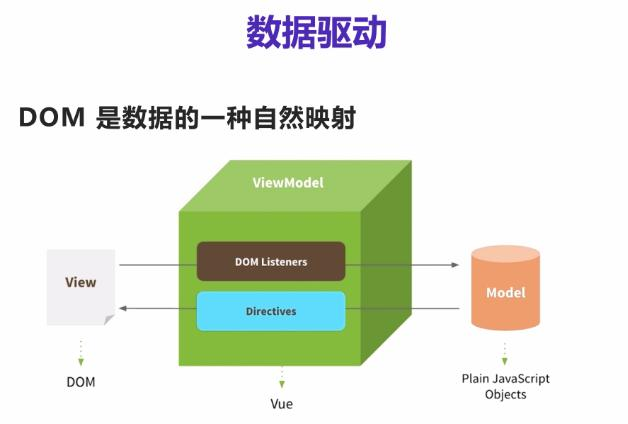 数据驱动
DOM 是数据的一种自然映射
ViewModel
DOM Listeners
View
Directives
Model
DOM
Vue
Plain JavaScript
Objects